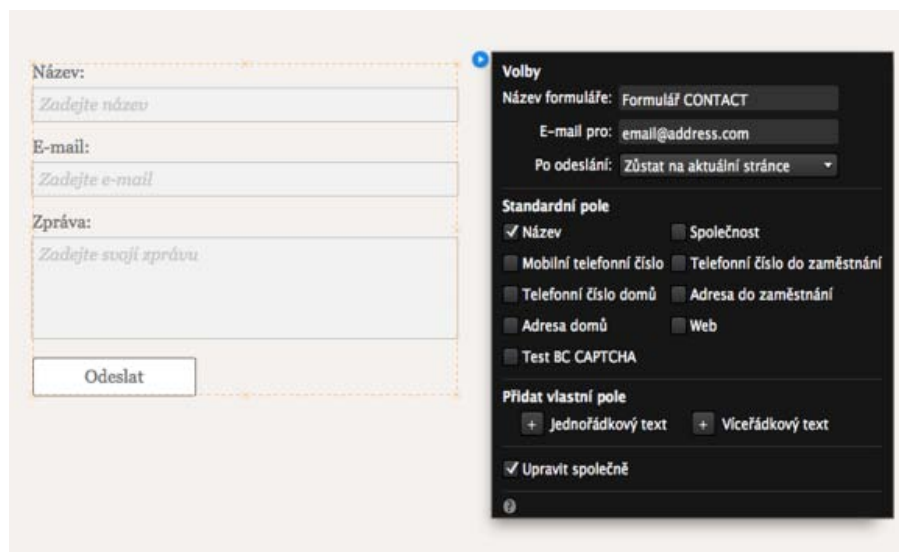 Název:
Zadejte název
E-mail:
Zadejte e-mail
Zpráva:
Zadejte svojí zprávu
Odeslat
Volby
Název formuláře: Formulář CONTACT
E-mail pro: email@address.com
Po odeslání: Zůstat na aktuální stránce
Standardní pole
Název Společnost
Mobilní telefonní číslo Telefonní číslo do zaměstnání
Telefonní číslo domů Adresa do zaměstnání
Adresa domů Web
Test BC CAPTCHA
Přidat vlastní pole
+ Jednořádkový text + Víceřádkový text
Upravit společně
?